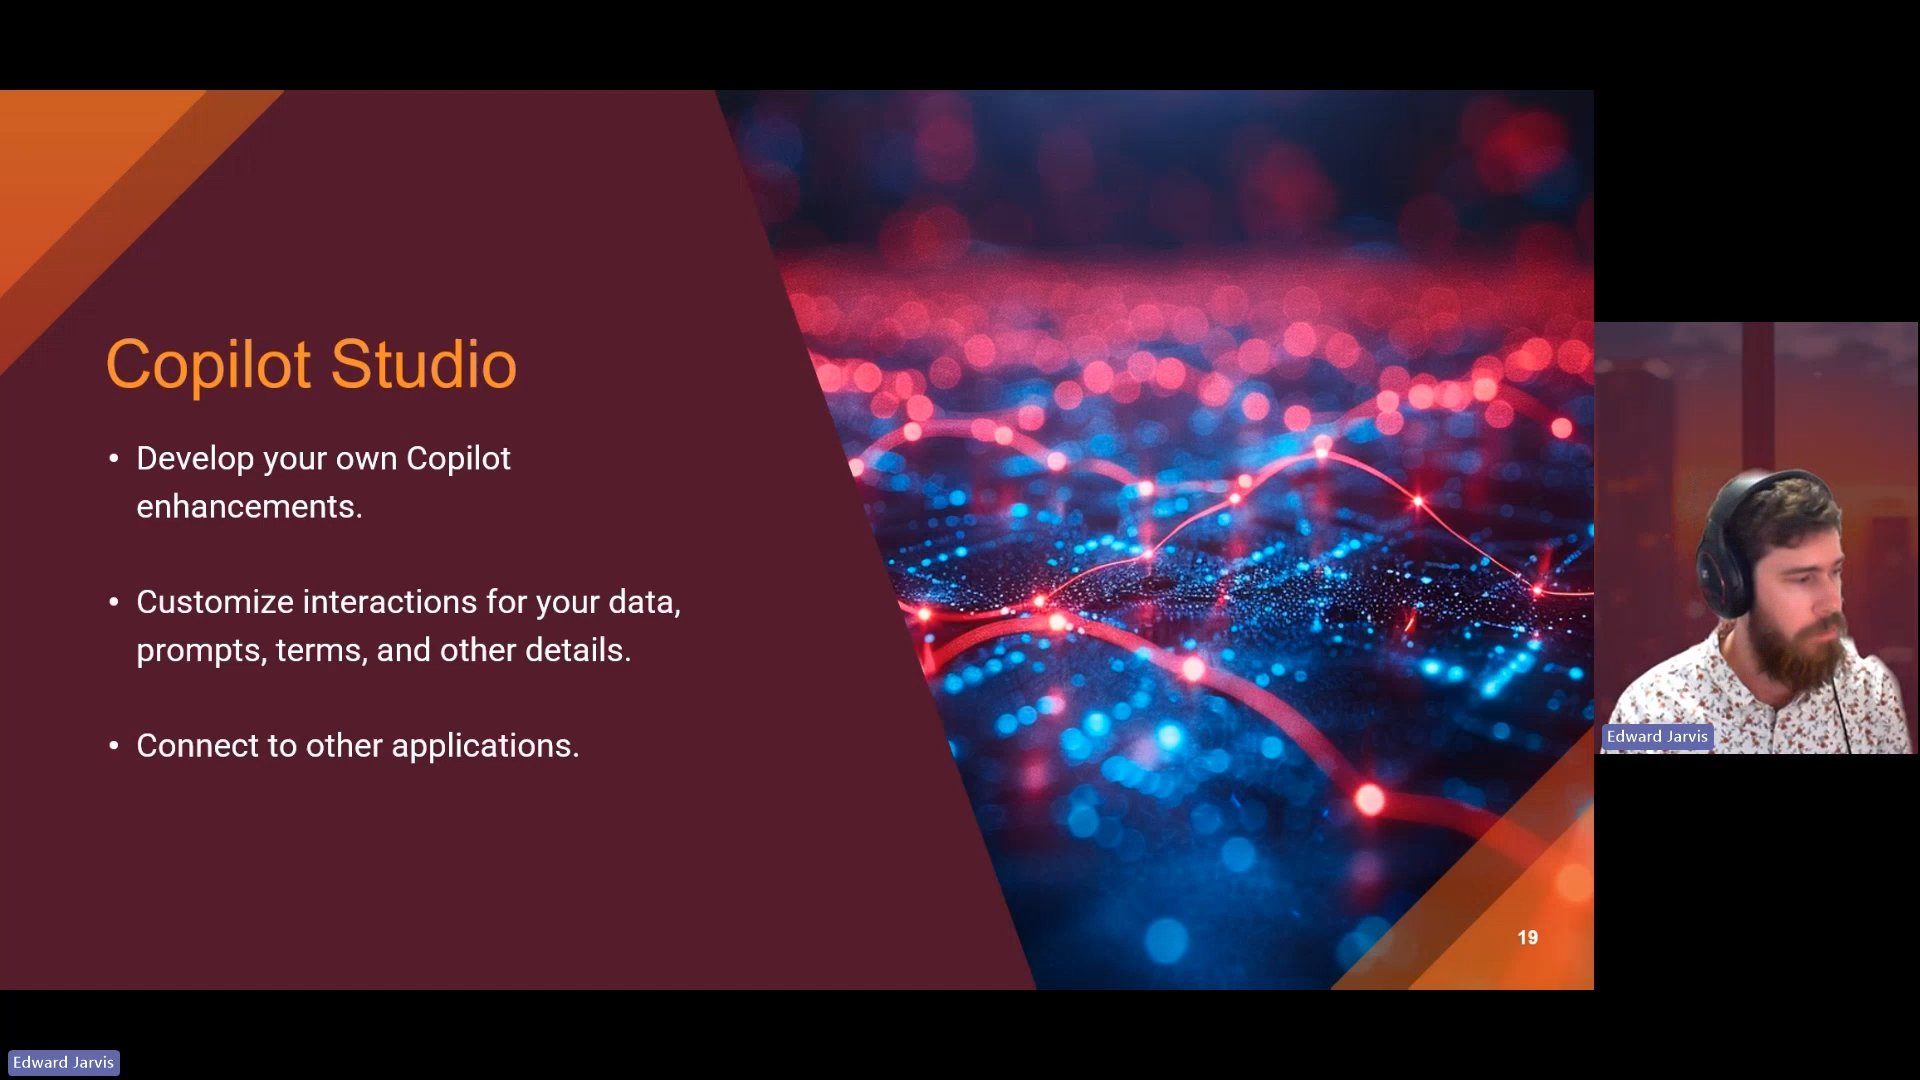 Copilot Studio
• Develop your own Copilot
enhancements.
• Customize interactions for your data,
prompts, terms, and other details.
• Connect to other applications.
19
Edward Jarvis
Edward Jarvis